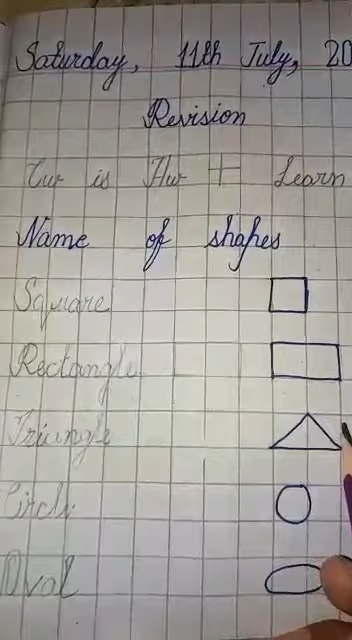 Saturday, 11th July, 20
Revision
Cw is Hw + Learn
Name of shapes
Square
Rectangle
Triangle
Circle
Oval